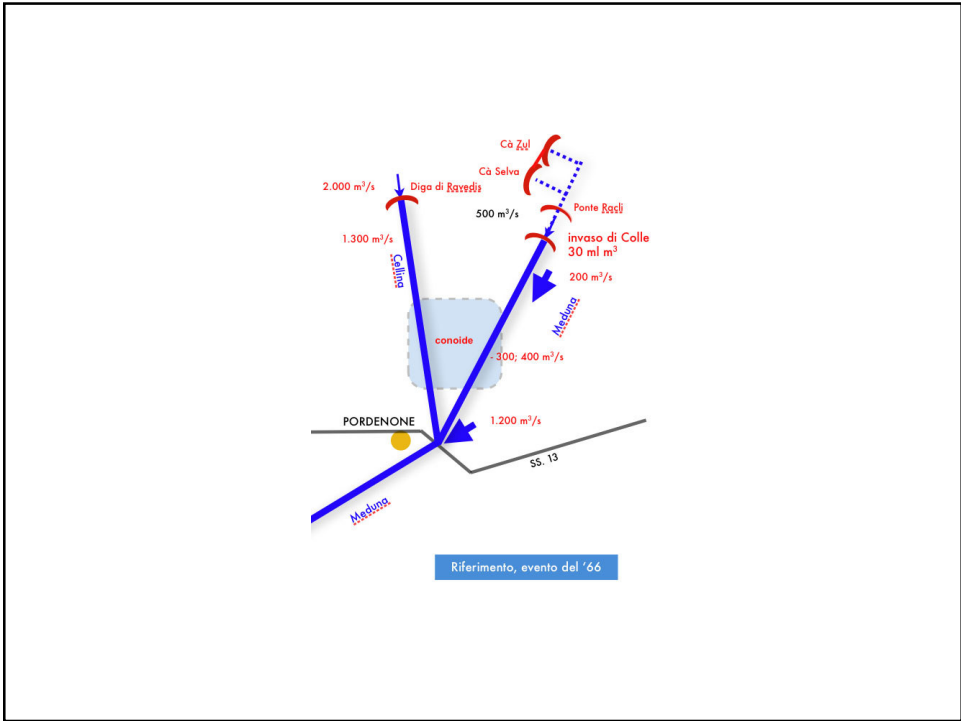 Cà Zul
Cà Selva
2.000 m³/s
Diga di Ravedis
500 m³/s
Ponte Racli
1.300 m³/s
invaso di Colle
30 ml m³
Cellina
200 m³/s
Meduna
conoide
- 300; 400 m³/s
PORDENONE
1.200 m³/s
SS. 13
Meduna
Riferimento, evento del ‘66